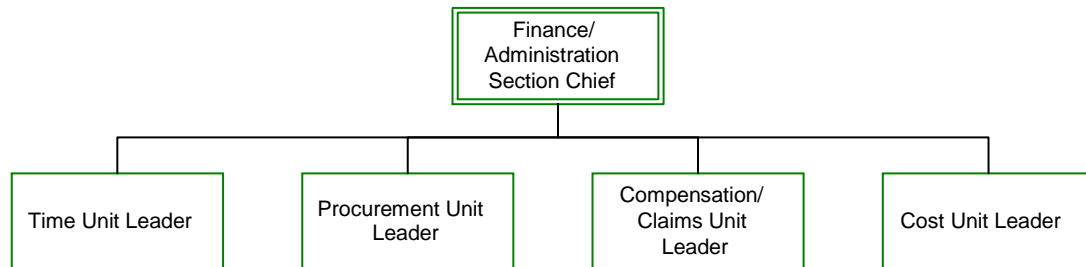 Finance/
Administration
Section Chief
Time Unit Leader
Procurement Unit
Leader
Compensation/
Claims Unit
Leader
Cost Unit Leader